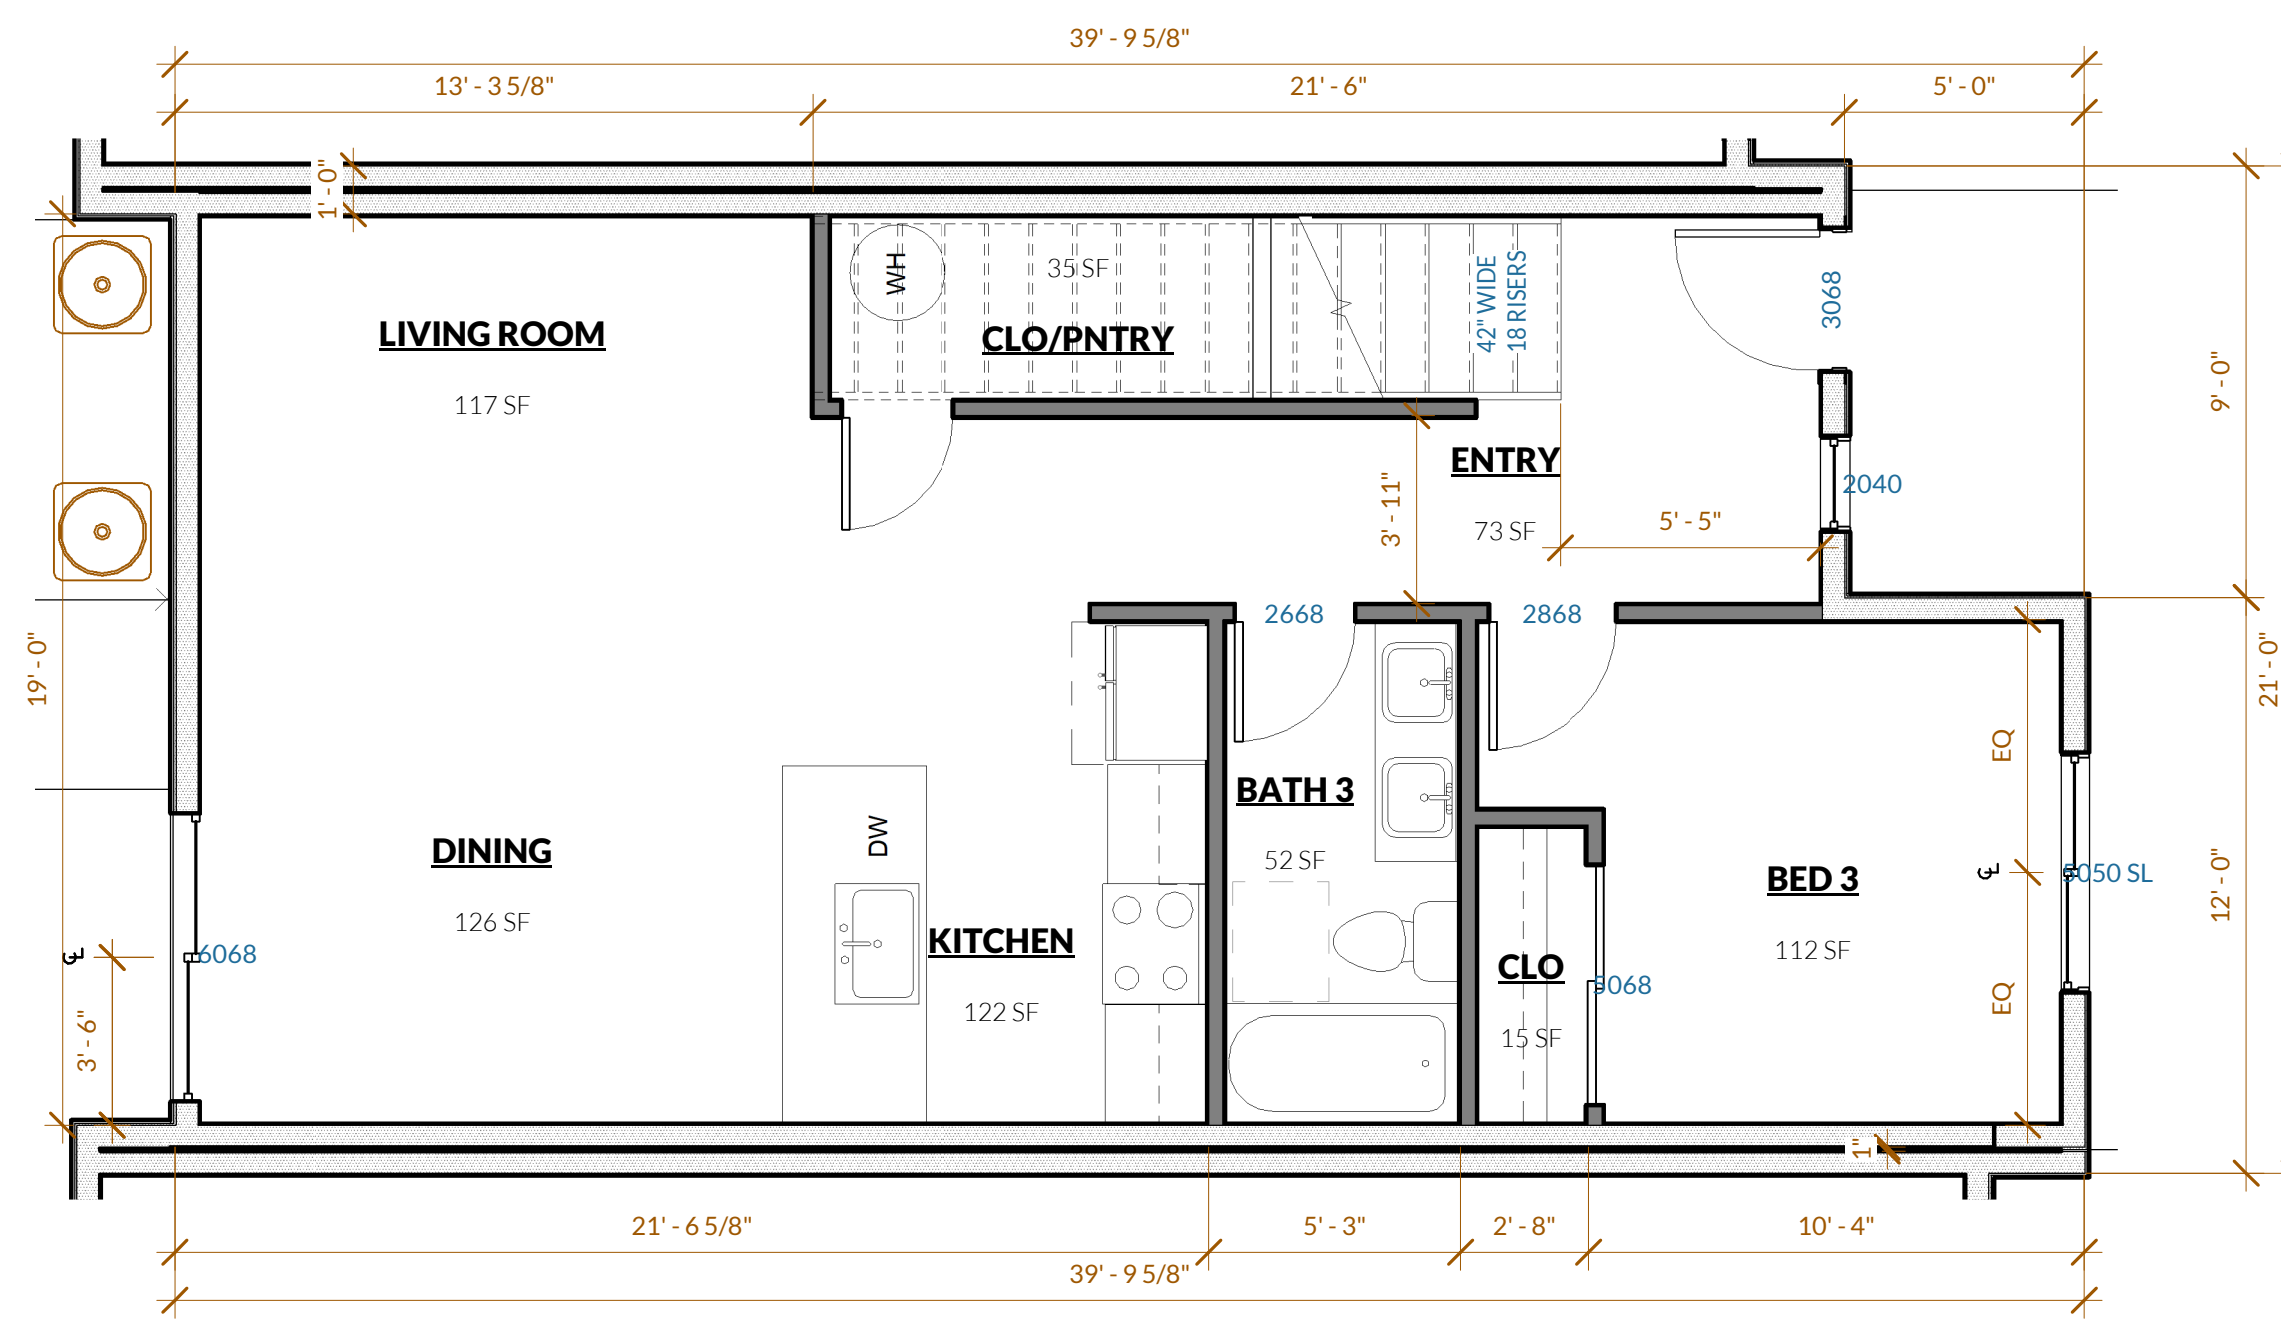 39' - 9 5/8"
13' - 3 5/8"
21' - 6"
5' - 0"
1' - 0"
WH
35 SF
CLO/PNTRY
42" WIDE
18 RISERS
3068
LIVING ROOM
117 SF
9' - 0"
ENTRY
73 SF
2040
3' - 11"
5' - 5"
2668
2868
19' - 0"
21' - 0"
EQ
BATH 3
52 SF
DW
DINING
126 SF
6068
KITCHEN
122 SF
CLO
15 SF
5068
BED 3
112 SF
CL
5050 SL
12' - 0"
CL
EQ
3' - 6"
1"
21' - 6 5/8"
5' - 3"
2' - 8"
10' - 4"
39' - 9 5/8"